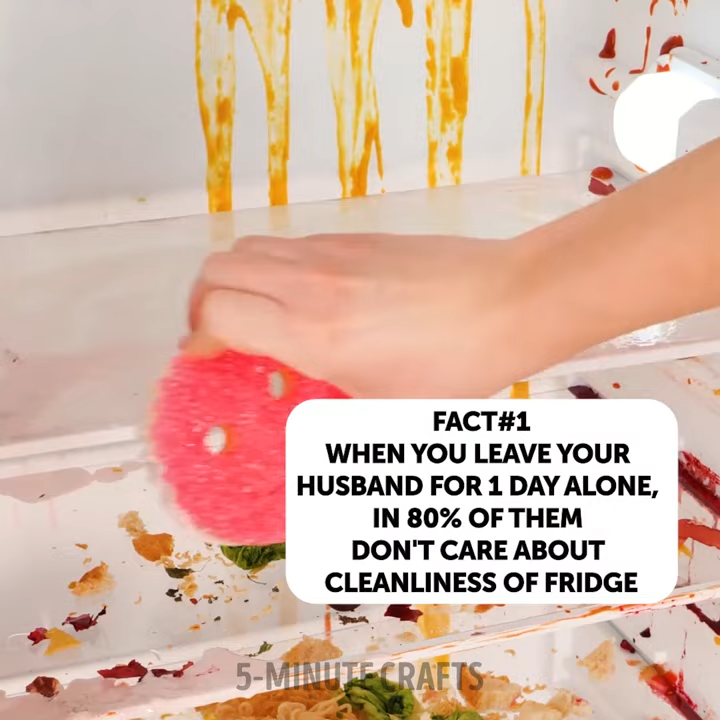 FACT#1
WHEN YOU LEAVE YOUR
HUSBAND FOR 1 DAY ALONE,
IN 80% OF THEM
DON'T CARE ABOUT
CLEANLINESS OF FRIDGE
5-MINUTE CRAFTS